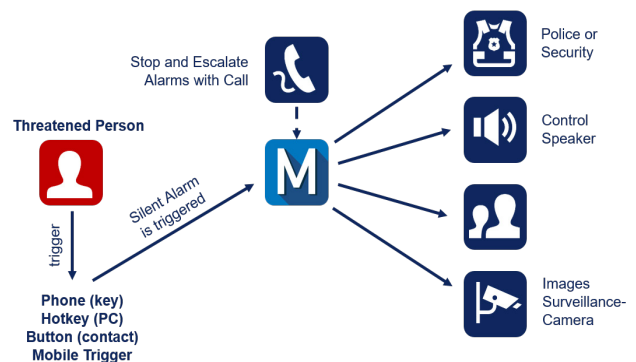 Police or
Security
Stop and Escalate
Alarms with Call
Control
Speaker
Threatened Person
M
Silent Alarm
is triggered
trigger
Images
Surveillance-
Camera
Phone (key)
Hotkey (PC)
Button (contact)
Mobile Trigger